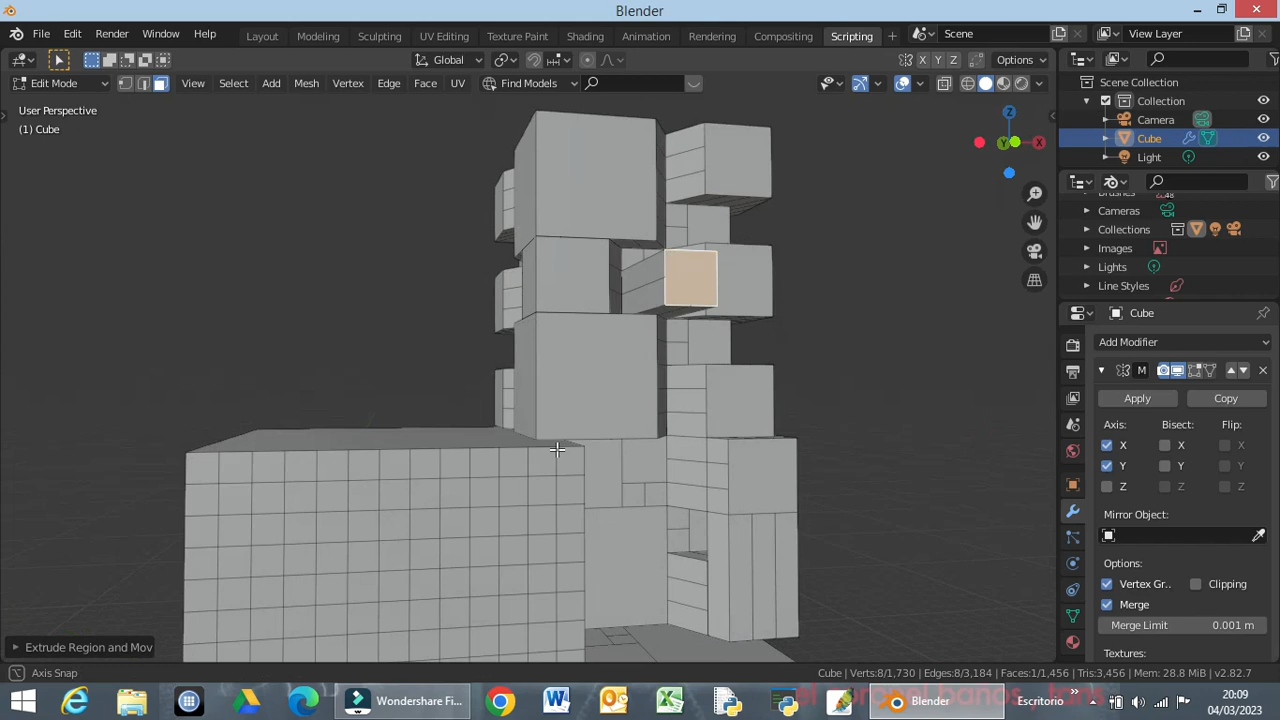 Blender
File Edit Render Window Help Layout Modeling Sculpting UV Editing Texture Paint Shading Animation Rendering Compositing Scripting + Scene View Layer
Global X Y Z Options
Edit Mode View Select Add Mesh Vertex Edge Face UV Find Models
User Perspective
(1) Cube
Z
Y X
Scene Collection
Collection
Camera
Cube
Light
Brushes 48
Cameras
Collections
Images
Lights
Line Styles
Cube
Add Modifier
M
Apply Copy
Axis: Bisect: Flip:
X X X
Y Y Y
Z Z Z
Mirror Object:
Options:
Vertex Gr.. Clipping
Merge
Merge Limit 0.001 m
Textures:
Extrude Region and Mov
Axis Snap Cube | Verts:8/1,730 | Edges:8/3,184 | Faces:1/1,456 | Tris:3,456 | Mem: 28.8 MiB | v2.82.7
Wondershare Fi... Blender Escritorio 20:09
04/03/2023